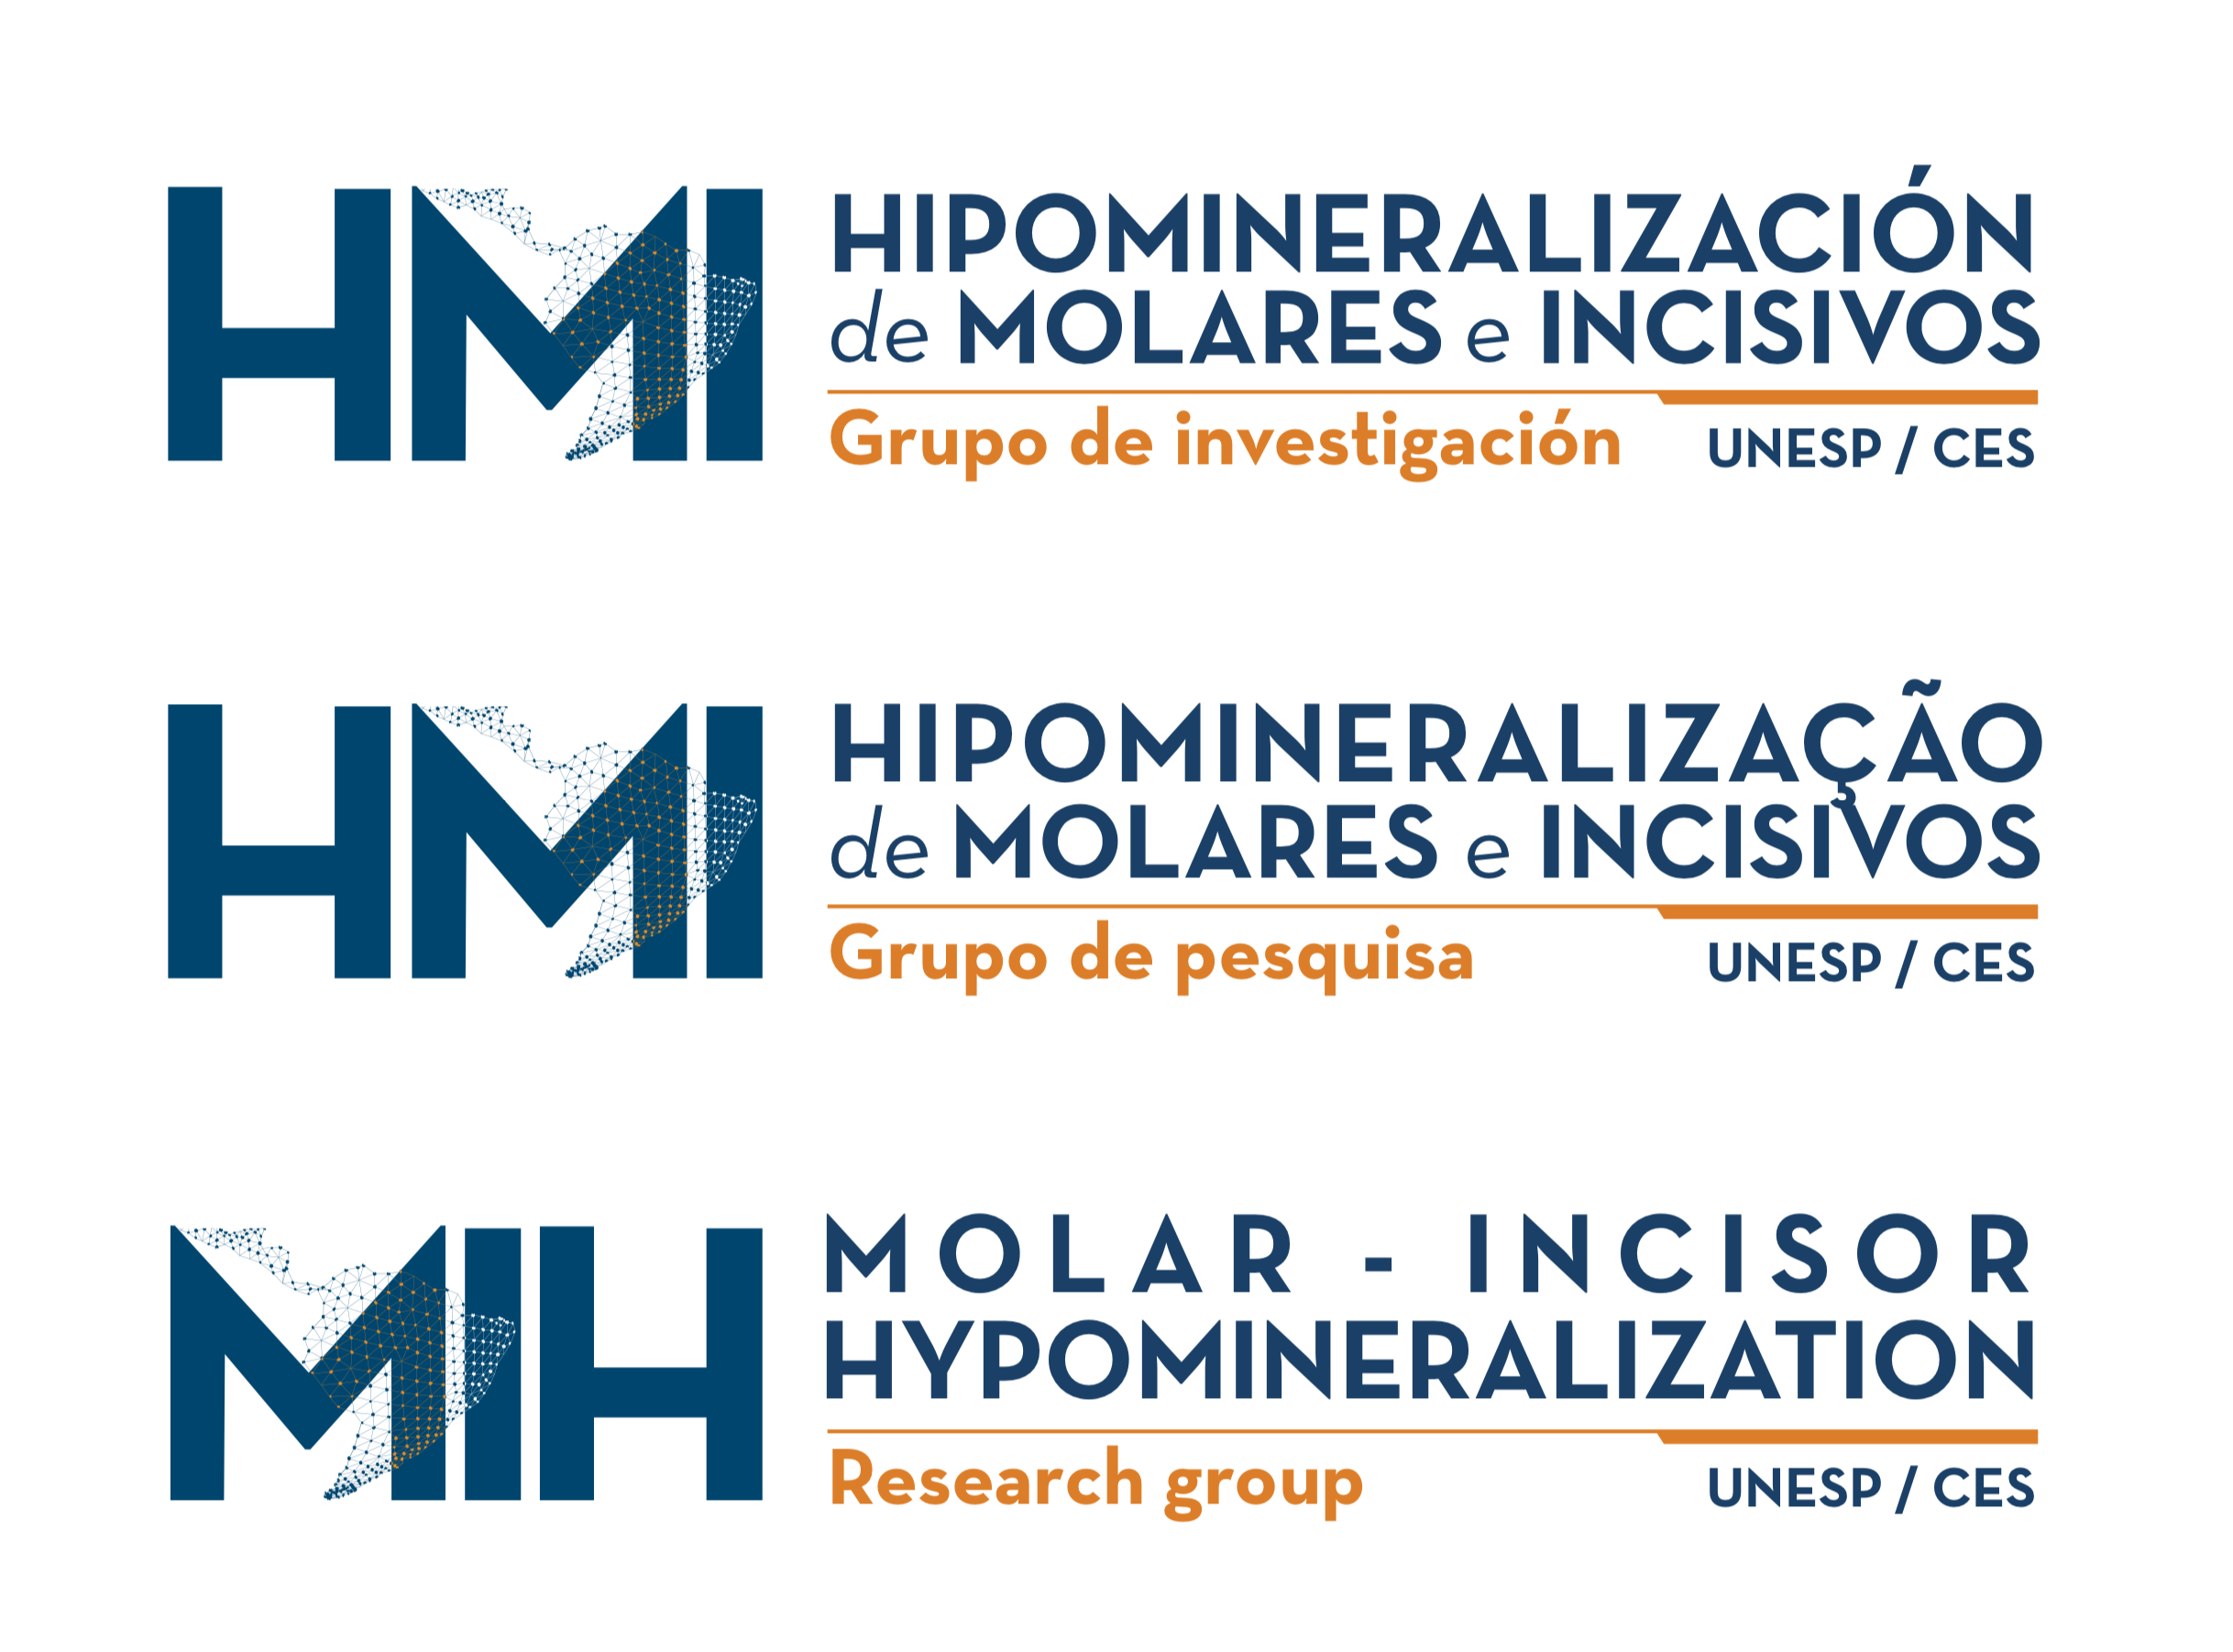 HMI
HIPOMINERALIZACIÓN
de MOLARES e INCISIVOS
Grupo de investigación
UNESP / CES
HMI
HIPOMINERALIZAÇÃO
de MOLARES e INCISIVOS
Grupo de pesquisa
UNESP / CES
MIH
MOLAR - INCISOR
HYPOMINERALIZATION
Research group
UNESP / CES